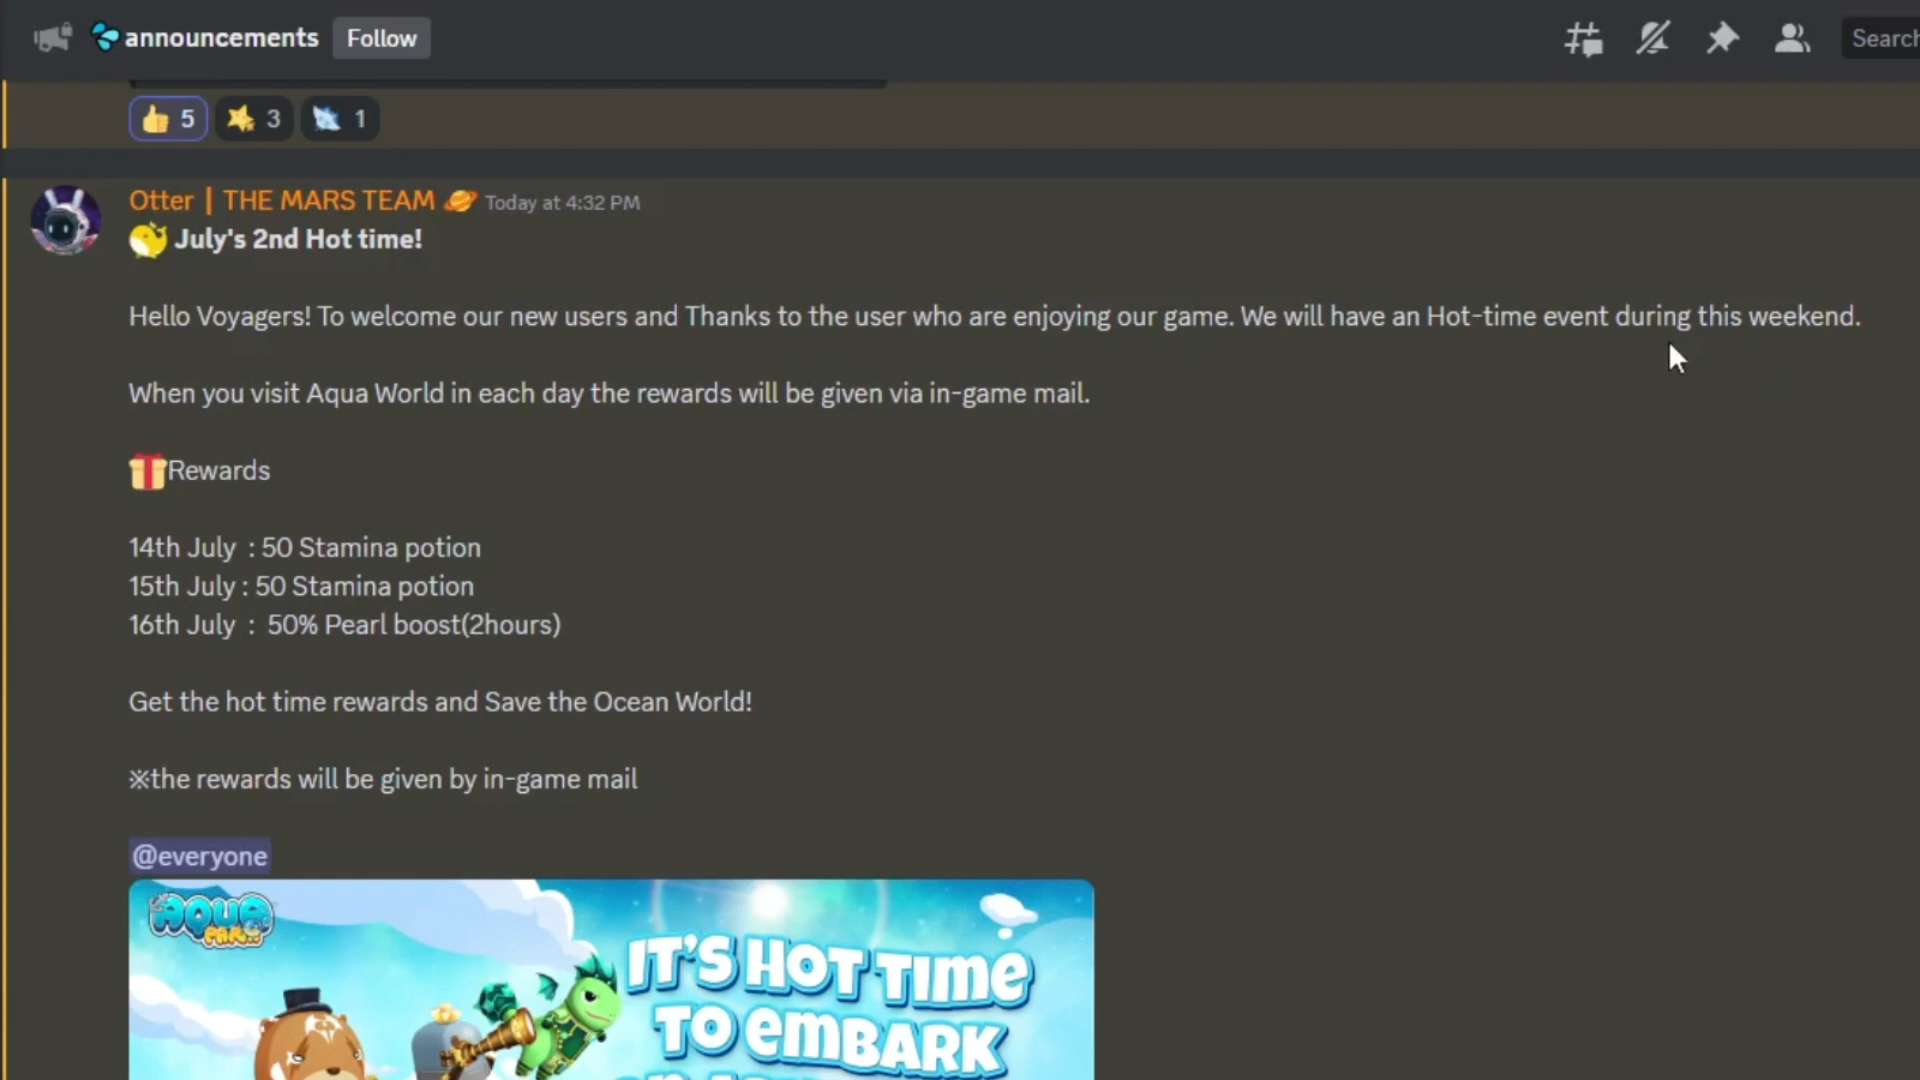 announcements Follow Search
5 3 1
Otter | THE MARS TEAM Today at 4:32 PM
July's 2nd Hot time!
Hello Voyagers! To welcome our new users and Thanks to the user who are enjoying our game. We will have an Hot-time event during this weekend.
When you visit Aqua World in each day the rewards will be given via in-game mail.
Rewards
14th July : 50 Stamina potion
15th July : 50 Stamina potion
16th July : 50% Pearl boost(2hours)
Get the hot time rewards and Save the Ocean World!
※the rewards will be given by in-game mail
@everyone
AQUA
IT'S HOT TIME
TO EMBARK